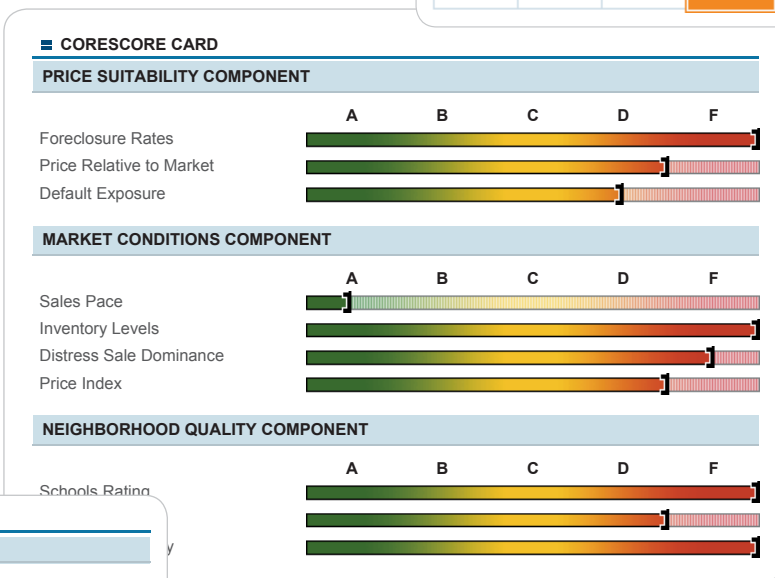 CORESCORE CARD
PRICE SUITABILITY COMPONENT
A B C D F
Foreclosure Rates
Price Relative to Market
Default Exposure
MARKET CONDITIONS COMPONENT
A B C D F
Sales Pace
Inventory Levels
Distress Sale Dominance
Price Index
NEIGHBORHOOD QUALITY COMPONENT
A B C D F
Schools Rating
y